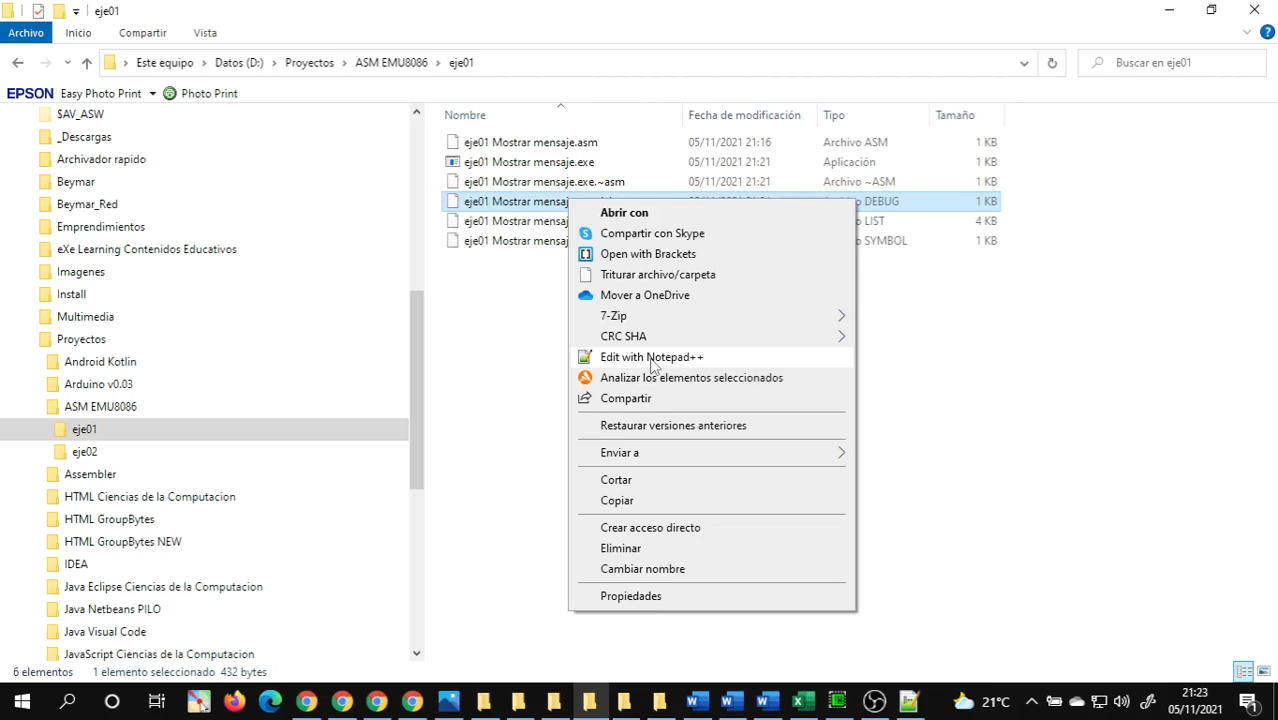 eje01
Archivo Inicio Compartir Vista
Este equipo Datos (D:) Proyectos ASM EMU8086 eje01
Buscar en eje01
EPSON Easy Photo Print Photo Print
$AV_ASW
_Descargas
Archivador rapido
Beymar
Beymar_Red
Emprendimientos
eXe Learning Contenidos Educativos
Imagenes
Install
Multimedia
Proyectos
Android Kotlin
Arduino v0.03
ASM EMU8086
eje01
eje02
Assembler
HTML Ciencias de la Computacion
HTML GroupBytes
HTML GroupBytes NEW
IDEA
Java Eclipse Ciencias de la Computacion
Java Netbeans PILO
Java Visual Code
JavaScript Ciencias de la Computacion
Nombre Fecha de modificación Tipo Tamaño
eje01 Mostrar mensaje.asm 05/11/2021 21:16 Archivo ASM 1 KB
eje01 Mostrar mensaje.exe 05/11/2021 21:21 Aplicación 1 KB
eje01 Mostrar mensaje.exe.~asm 05/11/2021 21:21 Archivo ~ASM 1 KB
eje01 Mostrar DEBUG 1 KB
eje01 Mostrar LIST 4 KB
eje01 Mostrar SYMBOL 1 KB
Abrir con
Compartir con Skype
Open with Brackets
Triturar archivo/carpeta
Mover a OneDrive
7-Zip
CRC SHA
Edit with Notepad++
Analizar los elementos seleccionados
Compartir
Restaurar versiones anteriores
Enviar a
Cortar
Copiar
Crear acceso directo
Eliminar
Cambiar nombre
Propiedades
6 elementos 1 elemento seleccionado 432 bytes
21°C
21:23
05/11/2021
1